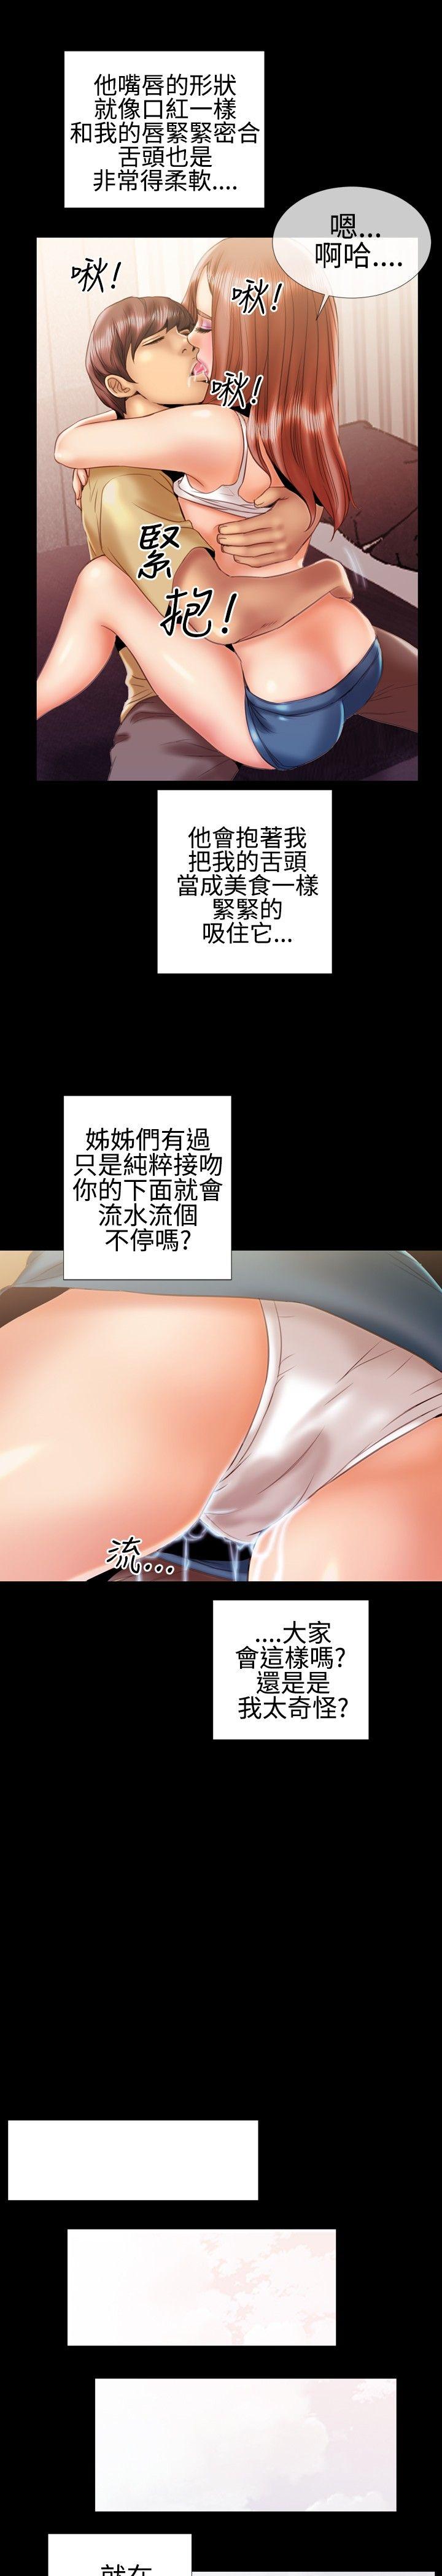 他嘴唇的形狀
就像口紅一樣
和我的唇緊緊密合
舌頭也是
非常得柔軟....
嗯...
啊哈....
啾!
啾!
啾!
緊
抱!
他會抱著我
把我的舌頭
當成美食一樣
緊緊的
吸住它...
姊姊們有過
只是純粹接吻
你的下面就會
流水流個
不停嗎?
流...
....大家
會這樣嗎?
還是是
我太奇怪?
就在